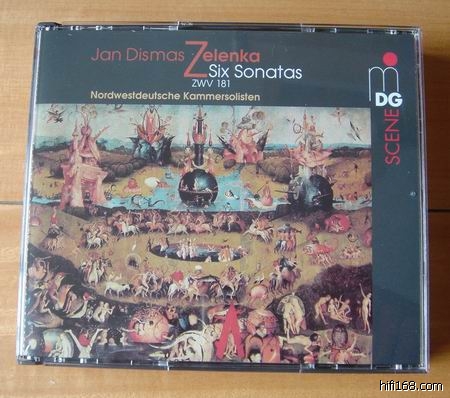 Jan Dismas Zelenka
Six Sonatas
ZWV 181
Nordwestdeutsche Kammersolisten
mDG
SCENE
hifi168.com